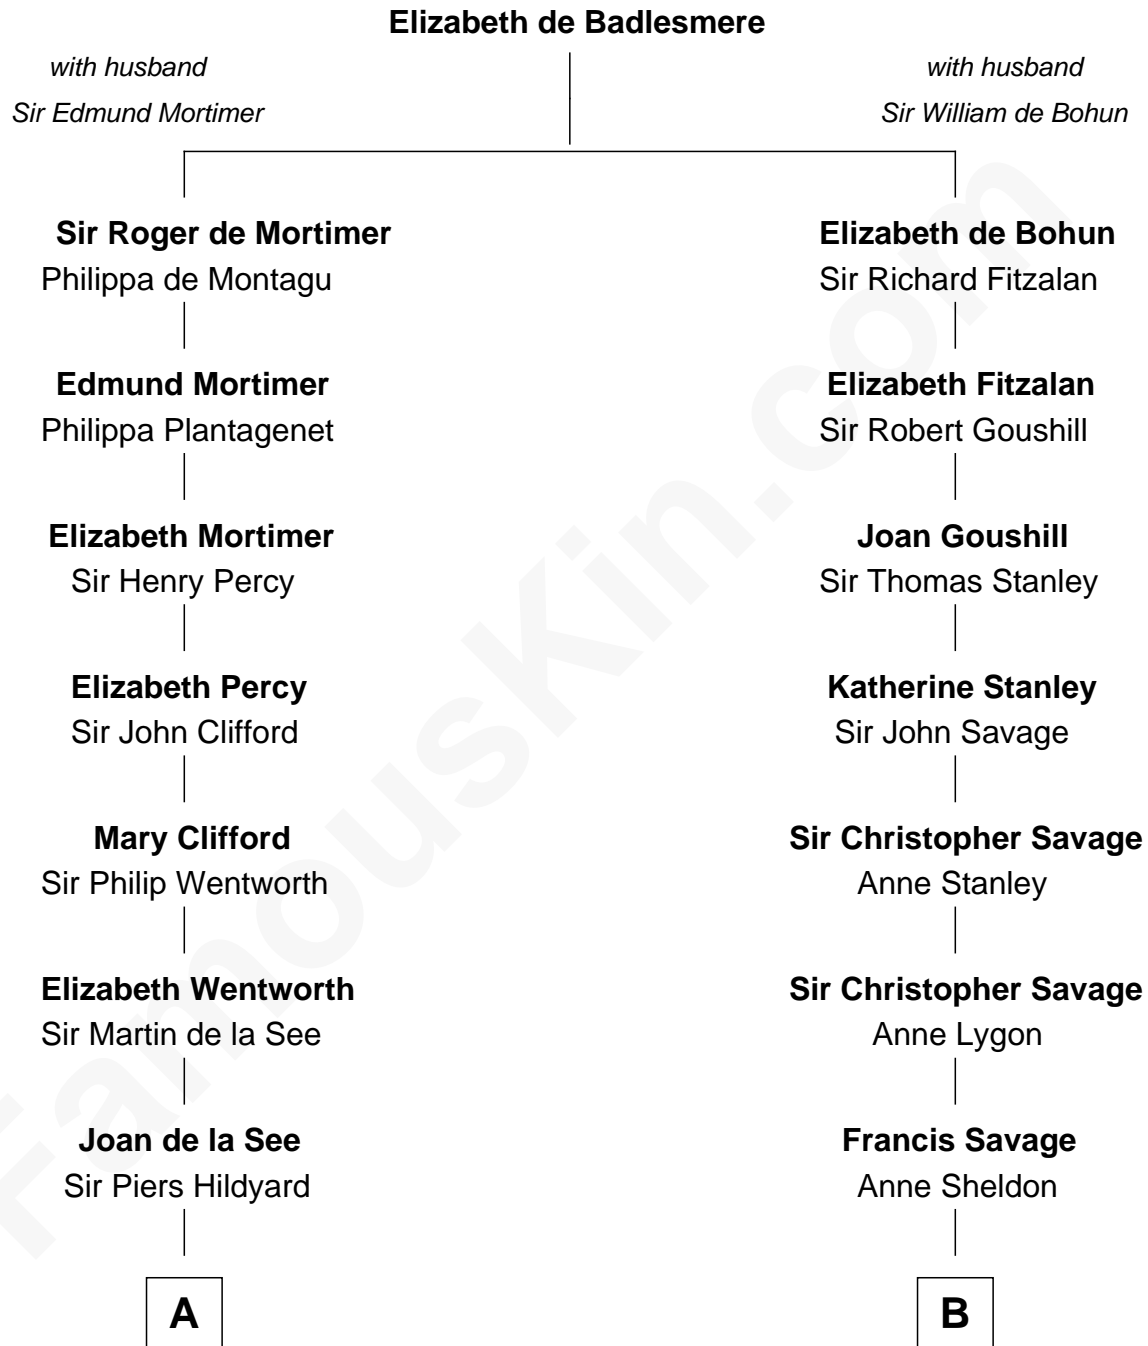 Elizabeth de Badlesmere
with husband
Sir Edmund Mortimer
with husband
Sir William de Bohun
Sir Roger de Mortimer
Philippa de Montagu
Edmund Mortimer
Philippa Plantagenet
Elizabeth Mortimer
Sir Henry Percy
Elizabeth Percy
Sir John Clifford
Mary Clifford
Sir Philip Wentworth
Elizabeth Wentworth
Sir Martin de la See
Joan de la See
Sir Piers Hildyard
A
Elizabeth de Bohun
Sir Richard Fitzalan
Elizabeth Fitzalan
Sir Robert Goushill
Joan Goushill
Sir Thomas Stanley
Katherine Stanley
Sir John Savage
Sir Christopher Savage
Anne Stanley
Sir Christopher Savage
Anne Lygon
Francis Savage
Anne Sheldon
B
FamousKin.com